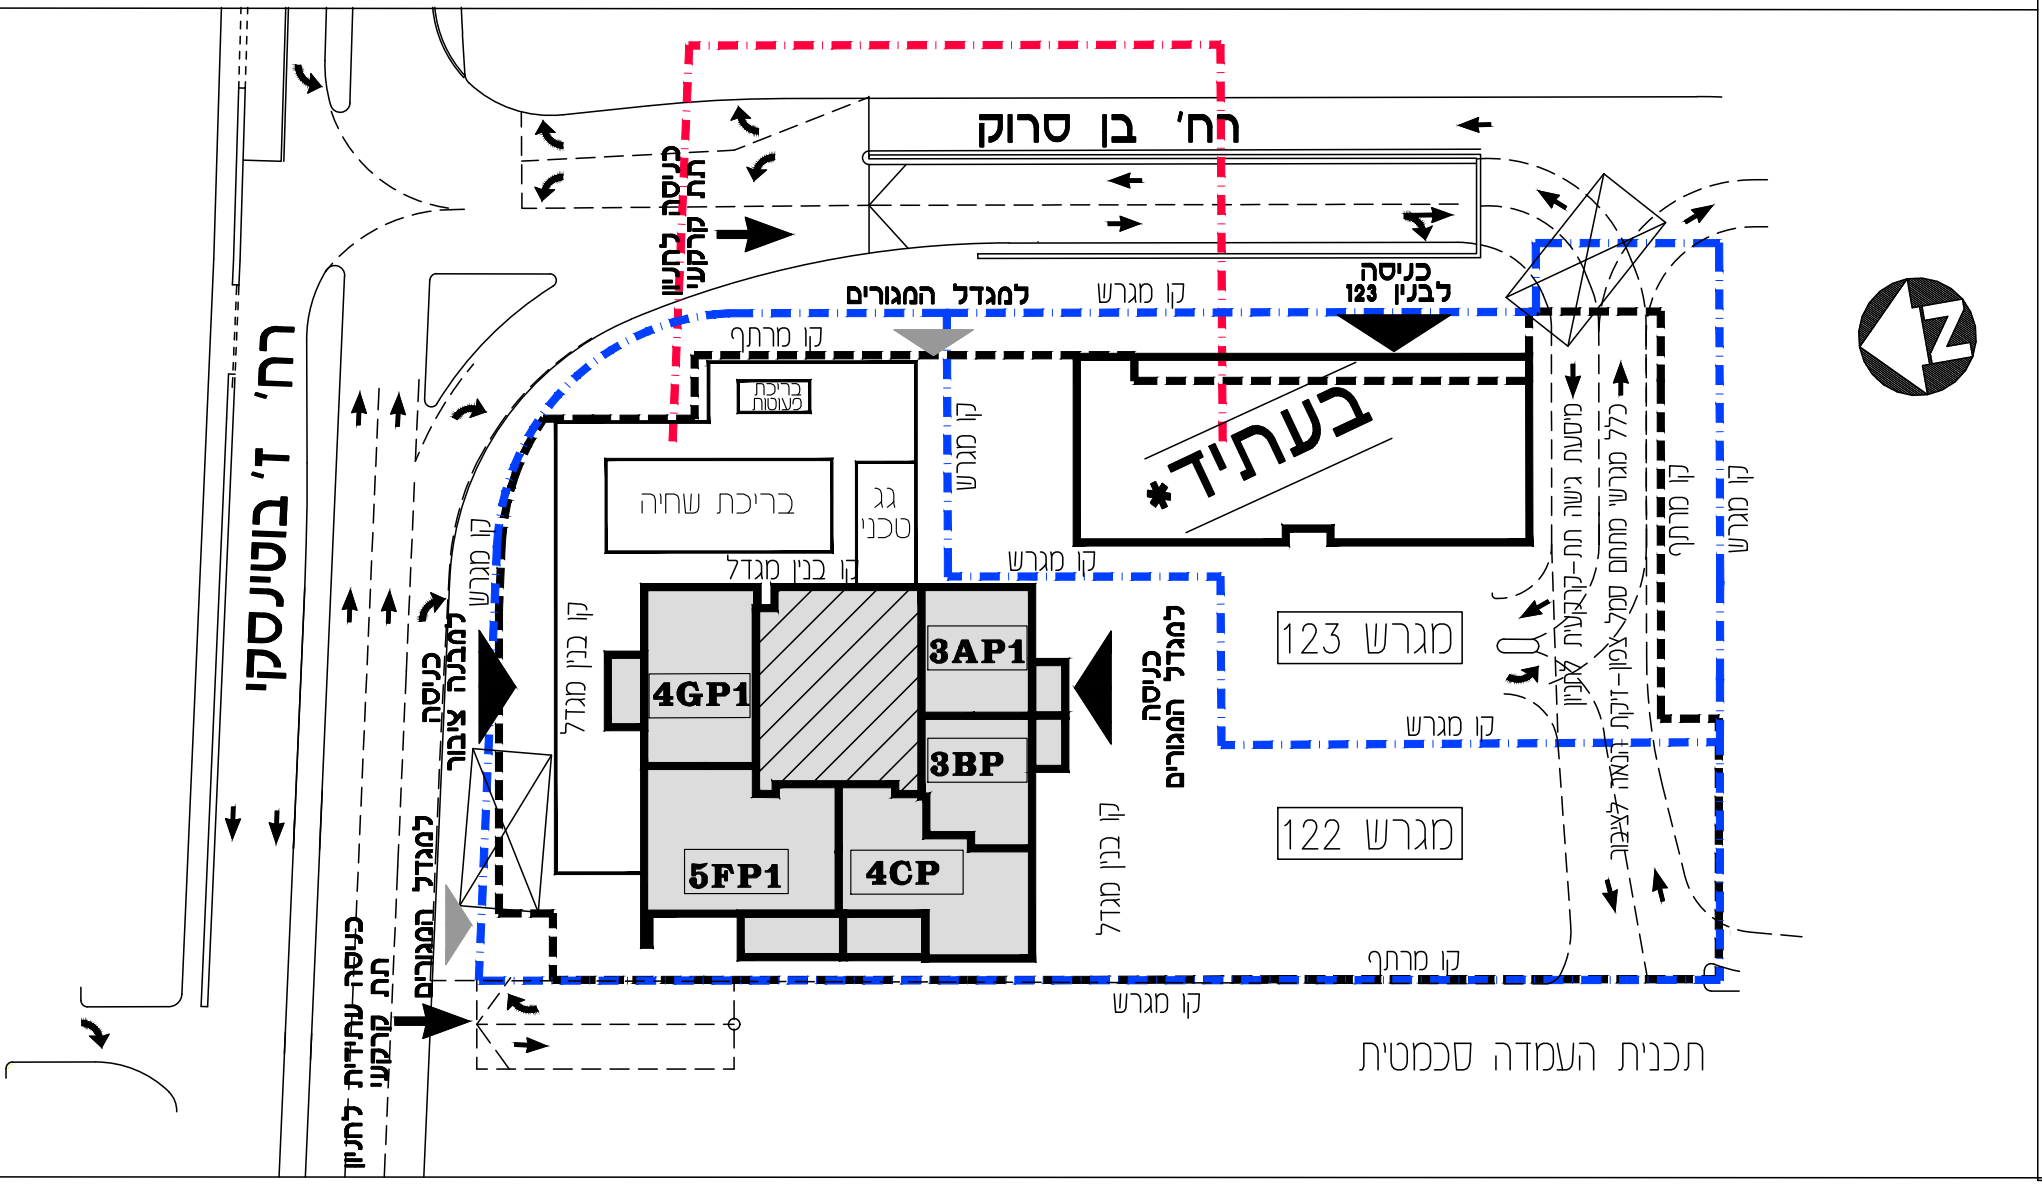 רח' בן סרוק
כניסה לחניון
תת קרקעי
למגדל המגורים
קו מגרש
כניסה
לבנין 123
קו מרתף
בריכת
פעוטות
קו מגרש
בעתיד *
N
רח' ז'בוטינסקי
בריכת שחיה
גג
טכני
קו בנין מגדל
קו מגרש
קו מגרש
קו בנין מגדל
כניסה
למבנה ציבור
4GP1
3AP1
3BP
5FP1
4CP
כניסה
למגדל המגורים
מגרש 123
קו מגרש
מגרש 122
מיסעת גישה תת-קרקעית לחניון
כלל מגרשי מתחם סמל צפון-זיקת הנאה לציבור
קו מרתף
קו מגרש
למגדל המגורים
קו בנין מגדל
כניסה עתידית לחניון
תת קרקעי
קו מרתף
קו מגרש
תכנית העמדה סכמטית